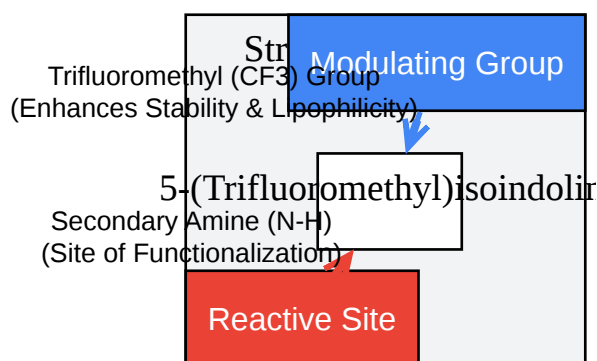 Str
Modulating Group
Trifluoromethyl (CF3) Group
(Enhances Stability & Lipophilicity)
5-(Trifluoromethyl)isoindolin
Secondary Amine (N-H)
(Site of Functionalization)
Reactive Site